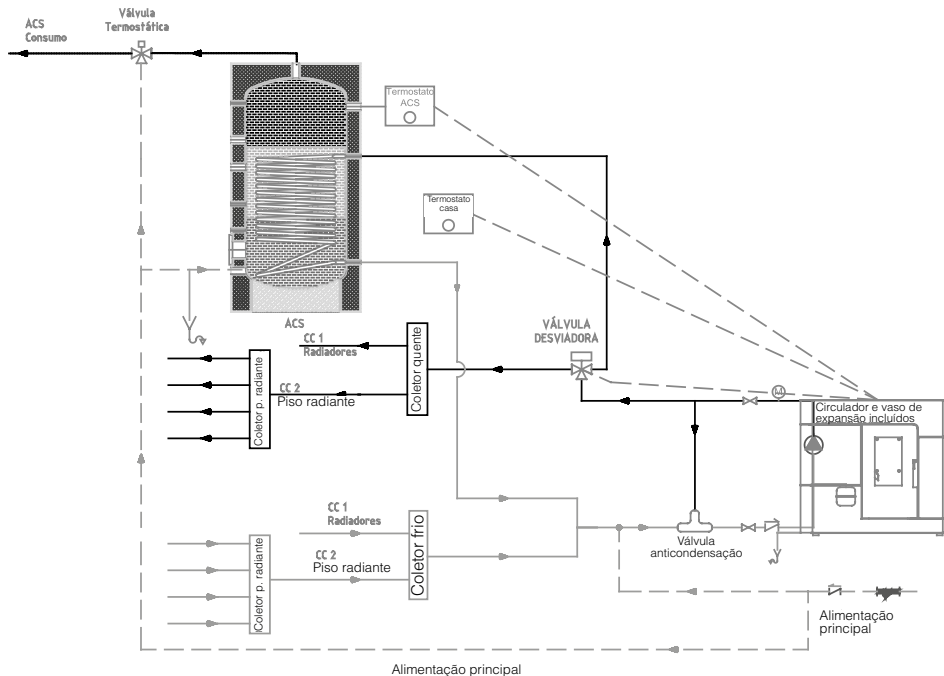 Válvula
Termostática
ACS
Consumo
Termostato
ACS
Termostato
casa
ACS
VÁLVULA
DESVIADORA
CC 1
Radiadores
Coletor quente
CC 2
Piso radiante
Coletor p. radiante
M
Circulador e vaso de
expansão incluídos
CC 1
Radiadores
Coletor frio
CC 2
Piso radiante
Coletor p. radiante
Válvula
anticondensação
Alimentação
principal
Alimentação principal